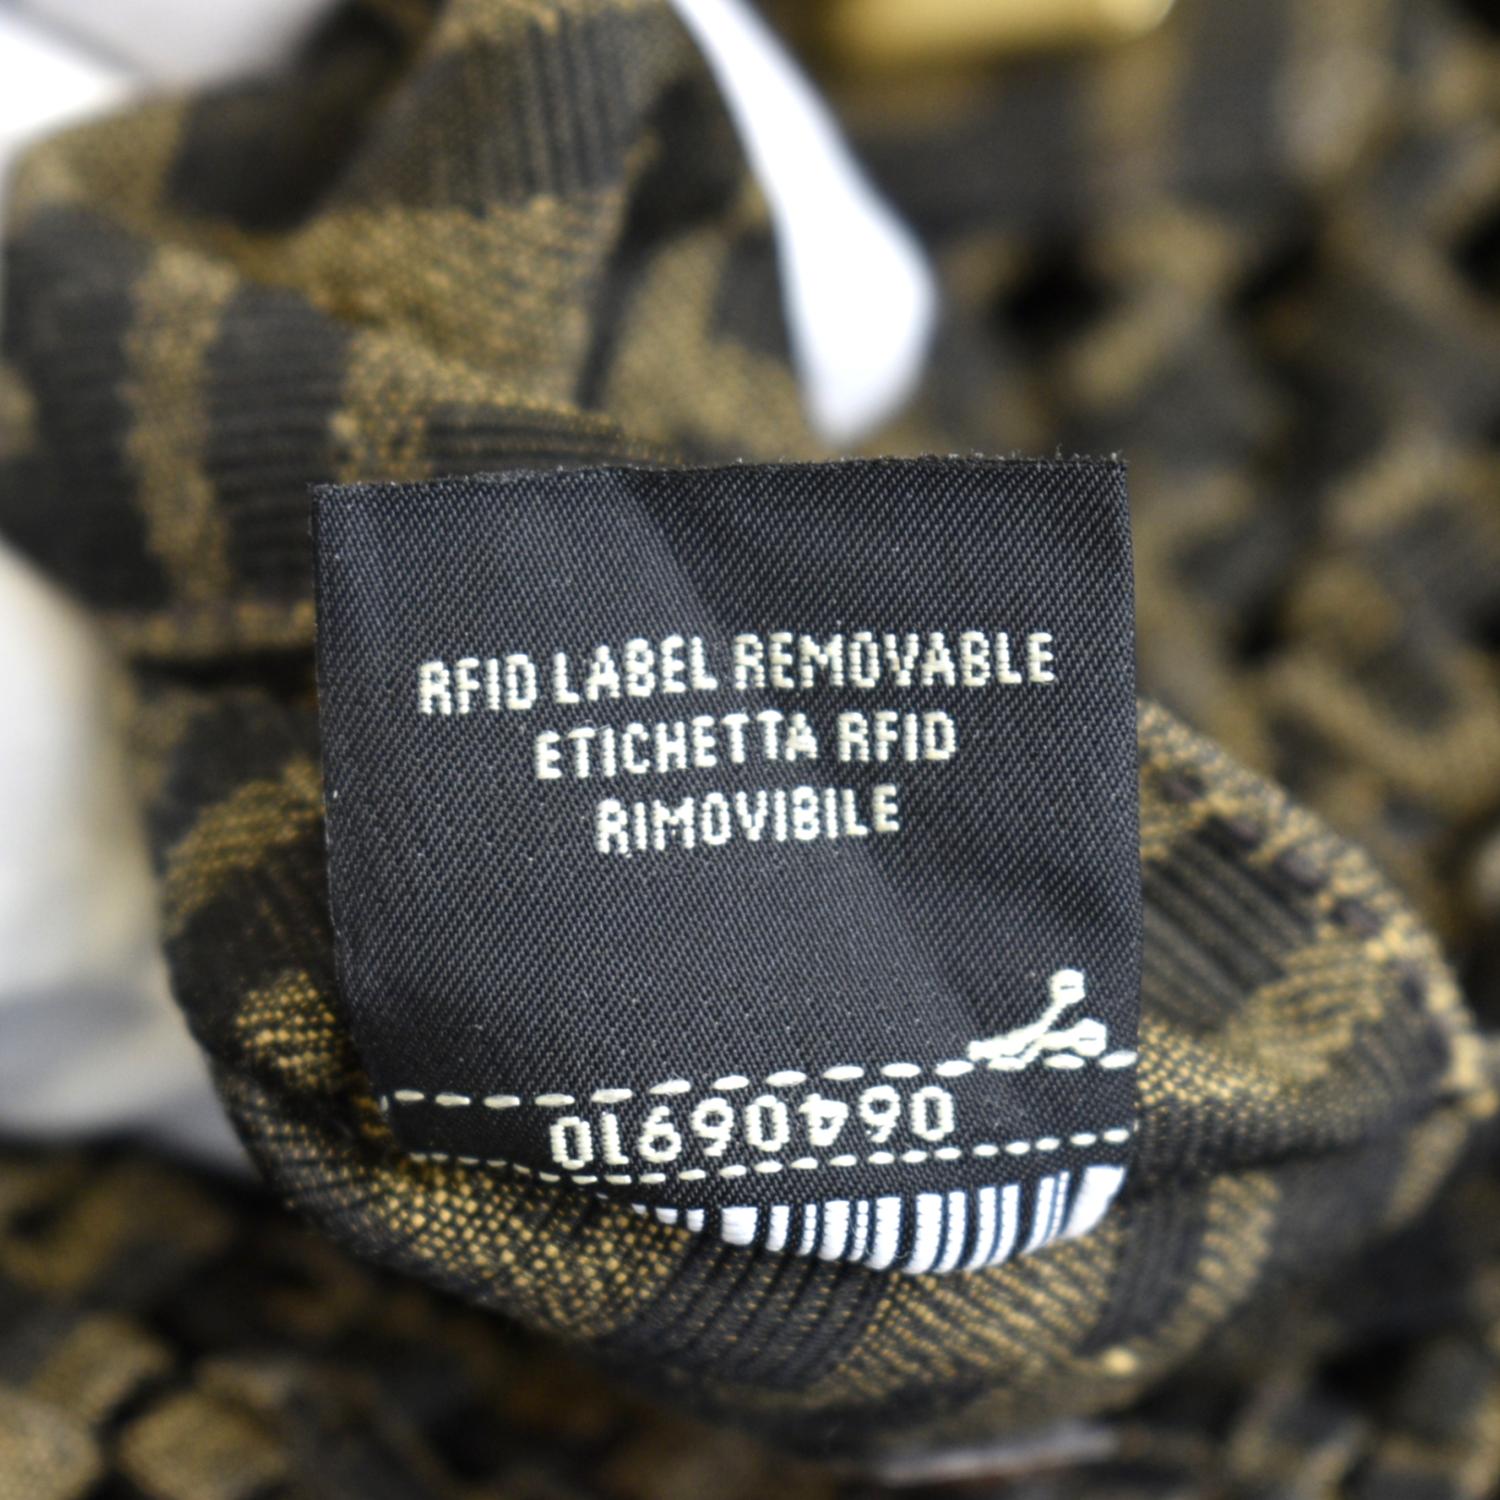 RFID LABEL REMOVABLE
ETICHETTA RFID
RIMOVIBILE
06406910